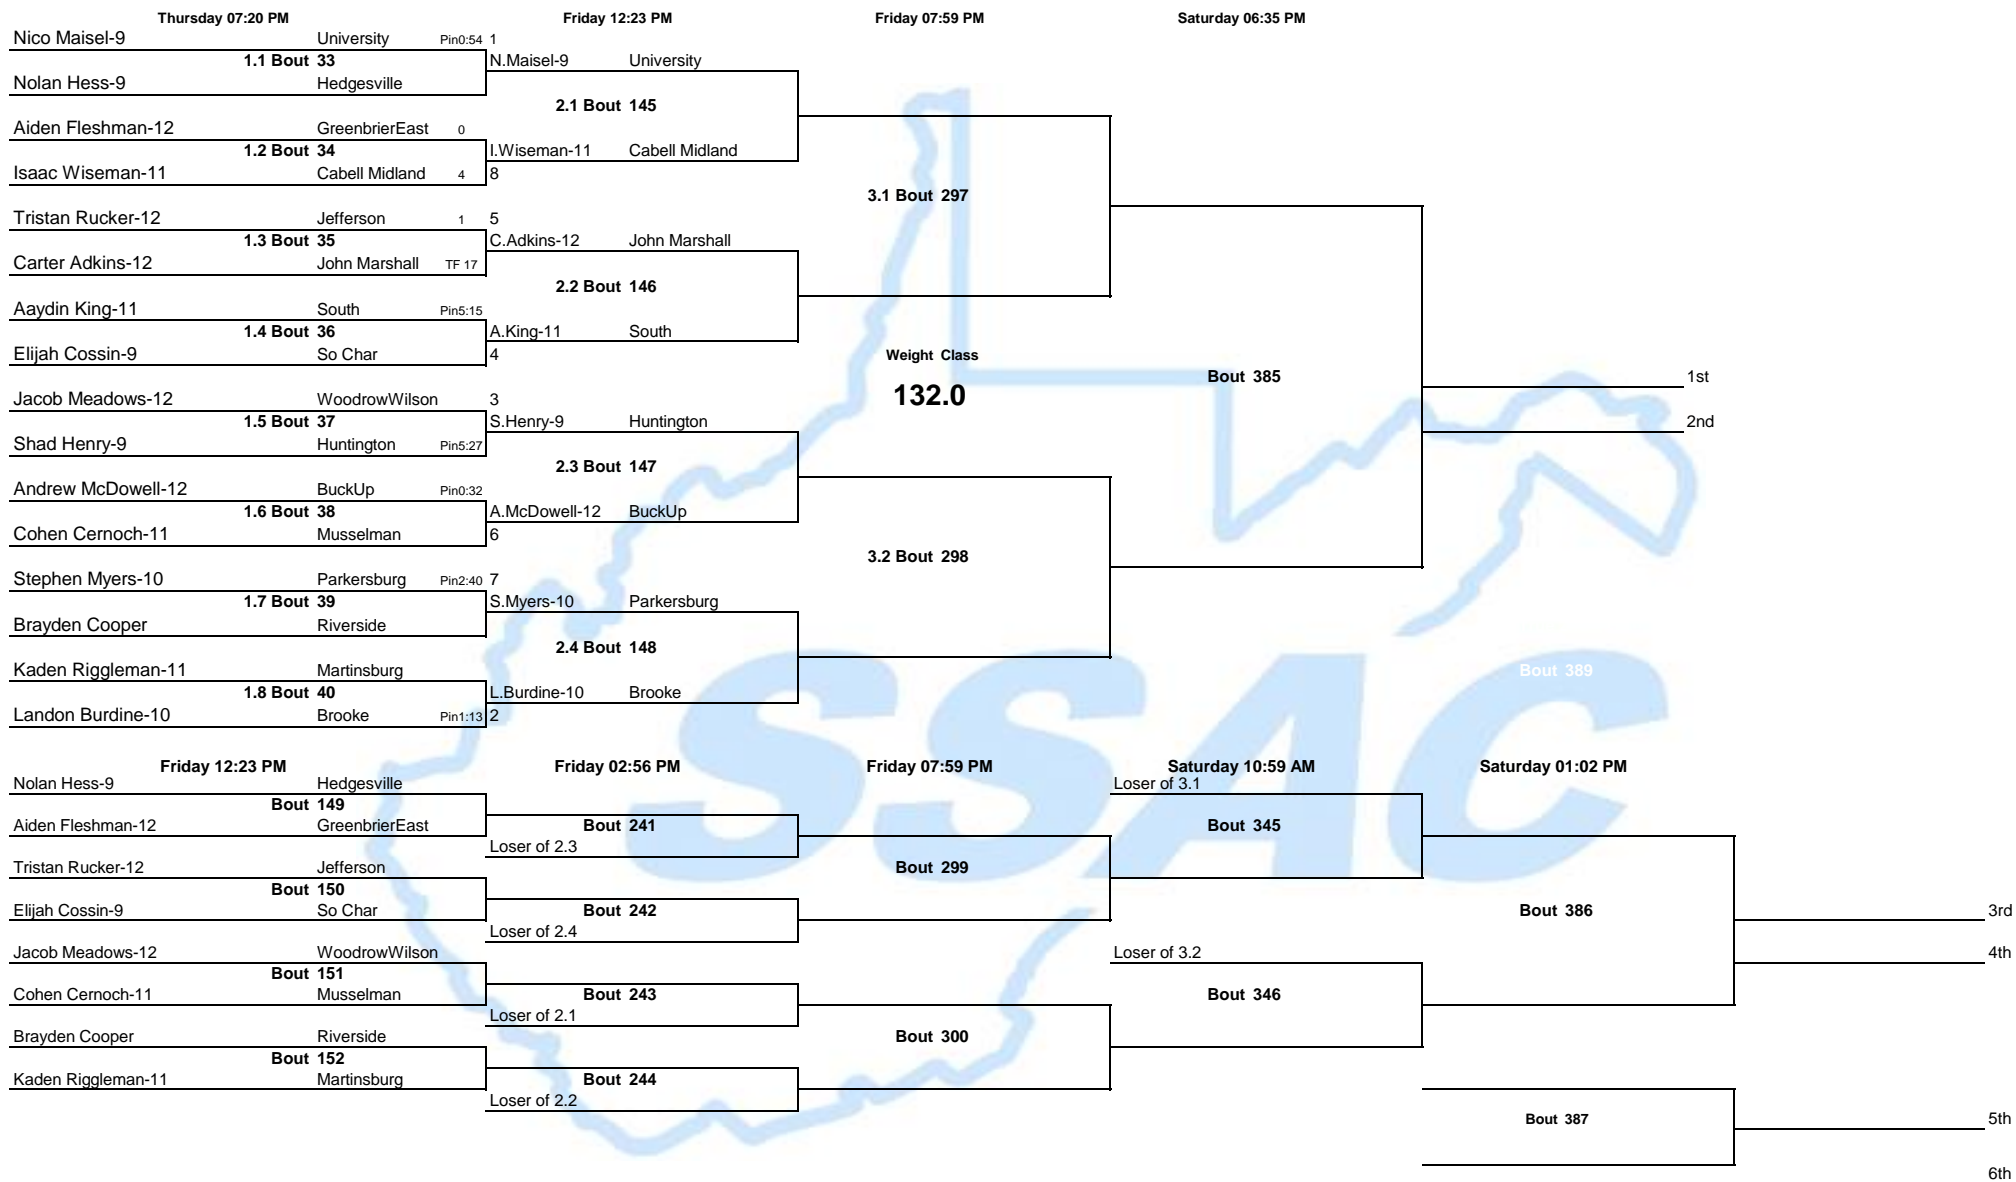 Thursday 07:20 PM Friday 12:23 PM Friday 07:59 PM Saturday 06:35 PM
Nico Maisel-9 University Pin0:54 1
1.1 Bout 33 N.Maisel-9 University
Nolan Hess-9 Hedgesville
2.1 Bout 145
Aiden Fleshman-12 GreenbrierEast 0
1.2 Bout 34 I.Wiseman-11 Cabell Midland
Isaac Wiseman-11 Cabell Midland 4 8
3.1 Bout 297
Tristan Rucker-12 Jefferson 1 5
1.3 Bout 35 C.Adkins-12 John Marshall
Carter Adkins-12 John Marshall TF 17
2.2 Bout 146
Aaydin King-11 South Pin5:15
1.4 Bout 36 A.King-11 South
Elijah Cossin-9 So Char 4 Weight Class
Bout 385 1st
132.0
Jacob Meadows-12 WoodrowWilson 3
1.5 Bout 37 S.Henry-9 Huntington 2nd
Shad Henry-9 Huntington Pin5:27
2.3 Bout 147
Andrew McDowell-12 BuckUp Pin0:32
1.6 Bout 38 A.McDowell-12 BuckUp
Cohen Cernoch-11 Musselman 6
3.2 Bout 298
Stephen Myers-10 Parkersburg Pin2:40 7
1.7 Bout 39 S.Myers-10 Parkersburg
Brayden Cooper Riverside
2.4 Bout 148
Kaden Riggleman-11 Martinsburg Bout 389
1.8 Bout 40 L.Burdine-10 Brooke
Landon Burdine-10 Brooke Pin1:13 2
SSAC
Friday 12:23 PM Friday 02:56 PM Friday 07:59 PM Saturday 10:59 AM Saturday 01:02 PM
Nolan Hess-9 Hedgesville Loser of 3.1
Bout 149
Aiden Fleshman-12 GreenbrierEast Bout 241 Bout 345
Loser of 2.3
Tristan Rucker-12 Jefferson Bout 299
Bout 150
Elijah Cossin-9 So Char Bout 242 Bout 386 3rd
Loser of 2.4
Jacob Meadows-12 WoodrowWilson Loser of 3.2 4th
Bout 151
Cohen Cernoch-11 Musselman Bout 243 Bout 346
Loser of 2.1
Brayden Cooper Riverside Bout 300
Bout 152
Kaden Riggleman-11 Martinsburg Bout 244
Loser of 2.2
Bout 387 5th
6th